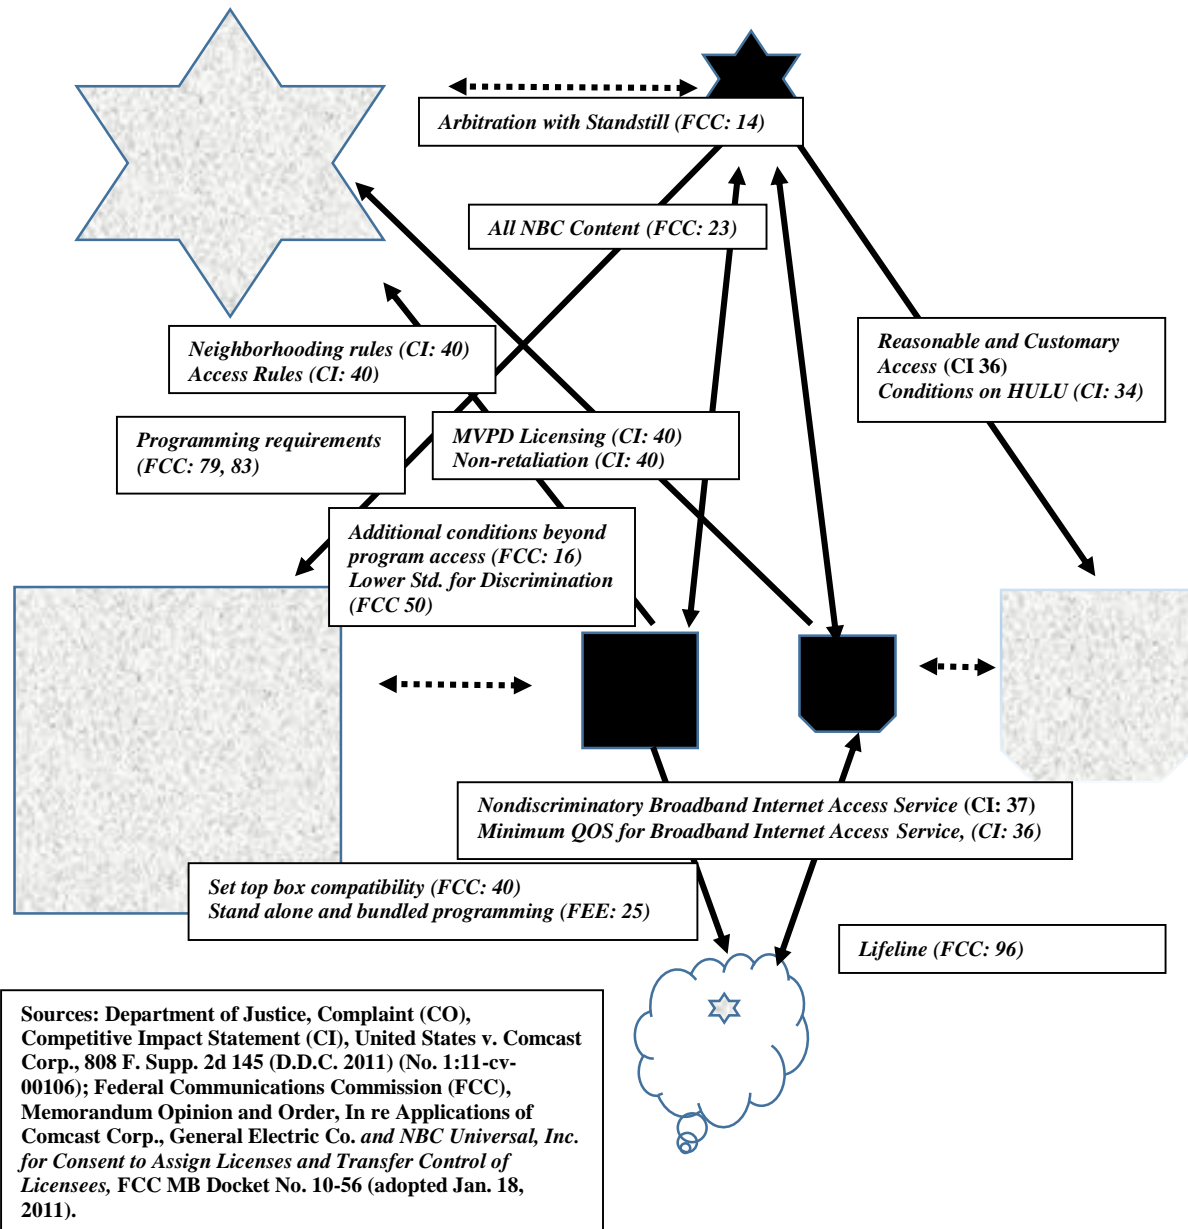 Arbitration with Standstill (FCC: 14)
All NBC Content (FCC: 23)
Neighborhooding rules (CI: 40)
Access Rules (CI: 40)
Reasonable and Customary
Access (CI 36)
Conditions on HULU (CI: 34)
Programming requirements
(FCC: 79, 83)
MVPD Licensing (CI: 40)
Non-retaliation (CI: 40)
Additional conditions beyond
program access (FCC: 16)
Lower Std. for Discrimination
(FCC 50)
Nondiscriminatory Broadband Internet Access Service (CI: 37)
Minimum QOS for Broadband Internet Access Service, (CI: 36)
Set top box compatibility (FCC: 40)
Stand alone and bundled programming (FEE: 25)
Lifeline (FCC: 96)
Sources: Department of Justice, Complaint (CO),
Competitive Impact Statement (CI), United States v. Comcast
Corp., 808 F. Supp. 2d 145 (D.D.C. 2011) (No. 1:11-cv-
00106); Federal Communications Commission (FCC),
Memorandum Opinion and Order, In re Applications of
Comcast Corp., General Electric Co. and NBC Universal, Inc.
for Consent to Assign Licenses and Transfer Control of
Licensees, FCC MB Docket No. 10-56 (adopted Jan. 18,
2011).